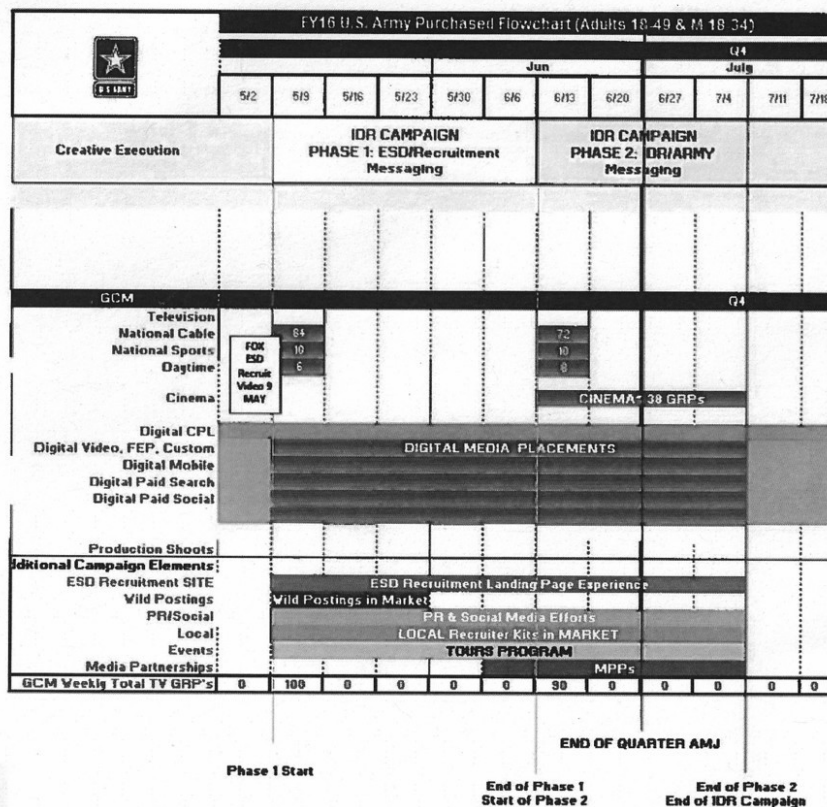 FY16 U.S. Army Purchased Flowchart (Adults 18-49 & M 18-34)
Q4
Jun July
U.S.ARMY
5/2 5/9 5/16 5/23 5/30 6/6 6/13 6/20 6/27 7/4 7/11 7/18
Creative Execution
IDR CAMPAIGN
PHASE 1: ESD/Recruitment
Messaging
IDR CAMPAIGN
PHASE 2: IDR/ARMY
Messaging
GCM Q4
Television
National Cable 84 72
National Sports 10 10
Daytime 6 8
FOX
ESD
Recruit
Video 9
MAY
Cinema CINEMA- 38 GRPs
Digital CPL
Digital Video, FEP, Custom DIGITAL MEDIA PLACEMENTS
Digital Mobile
Digital Paid Search
Digital Paid Social
Production Shoots
dditional Campaign Elements
ESD Recruitment SITE ESD Recruitment Landing Page Experience
Wild Postings Wild Postings in Market
PR/Social PR & Social Media Efforts
Local LOCAL Recruiter Kits in MARKET
Events TOURS PROGRAM
Media Partnerships MPPs
GCM Weekly Total TV GRP's 0 100 0 0 0 0 90 0 0 0 0 0
END OF QUARTER AMJ
Phase 1 Start
End of Phase 1
Start of Phase 2
End of Phase 2
End of IDR Campaign